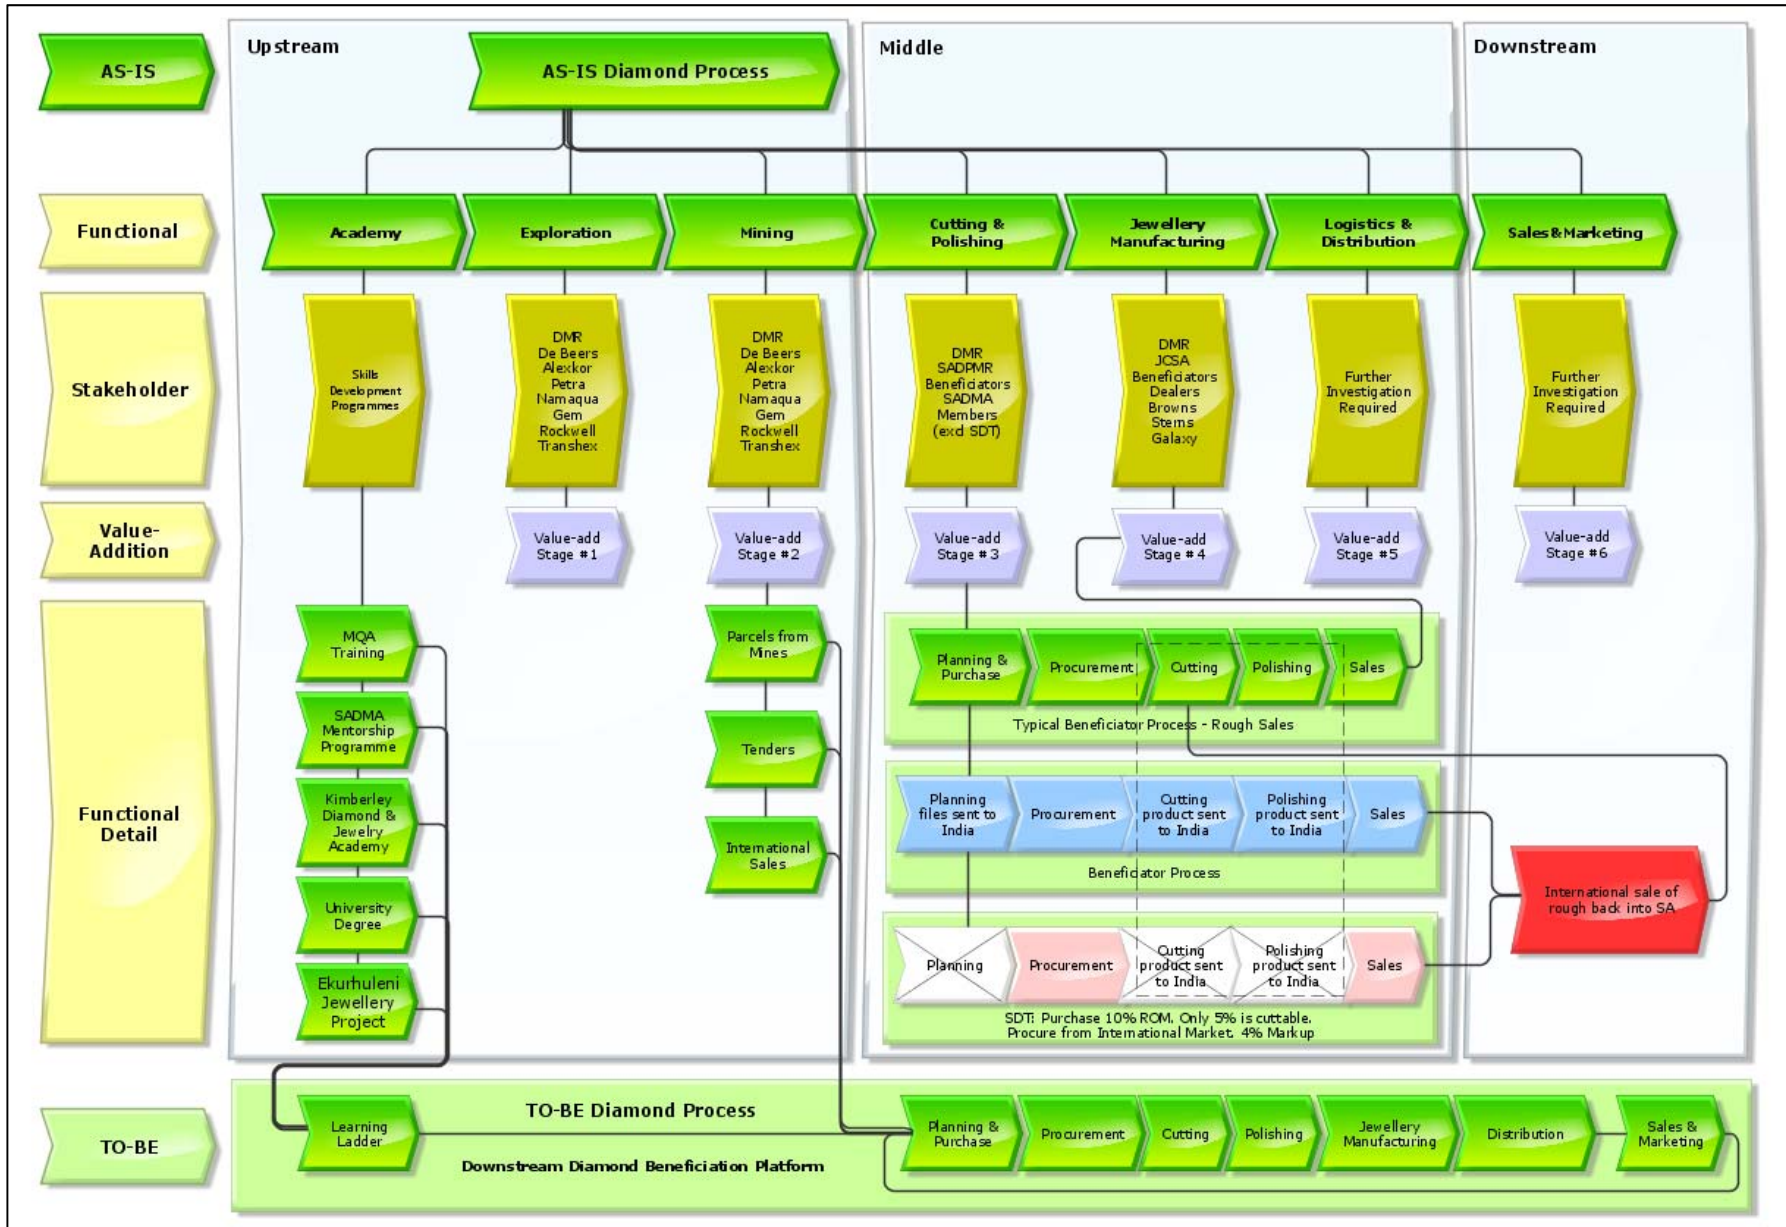 Upstream
Middle
Downstream
AS-IS
AS-IS Diamond Process
Functional
Academy
Exploration
Mining
Cutting &
Polishing
Jewellery
Manufacturing
Logistics &
Distribution
Sales&Marketing
Stakeholder
Skills
Development
Programmes
DMR
De Beers
Alexkor
Petra
Namaqua
Gem
Rockwell
Transhex
DMR
De Beers
Alexkor
Petra
Namaqua
Gem
Rockwell
Transhex
DMR
SADPMR
Beneficiators
SADMA
Members
(excl SDT)
DMR
JCSA
Beneficiators
Dealers
Browns
Sterns
Galaxy
Further
Investigation
Required
Further
Investigation
Required
Value-
Addition
Value-add
Stage #1
Value-add
Stage #2
Value-add
Stage #3
Value-add
Stage #4
Value-add
Stage #5
Value-add
Stage #6
Functional
Detail
MQA
Training
SADMA
Mentorship
Programme
Kimberley
Diamond &
Jewelry
Academy
University
Degree
Ekurhuleni
Jewellery
Project
Parcels from
Mines
Tenders
International
Sales
Planning &
Purchase
Procurement
Cutting
Polishing
Sales
Typical Beneficiator Process - Rough Sales
Planning
files sent to
India
Procurement
Cutting
product sent
to India
Polishing
product sent
to India
Sales
Beneficiator Process
Planning
Procurement
Cutting
product sent
to India
Polishing
product sent
to India
Sales
SDT: Purchase 10% ROM. Only 5% is cuttable.
Procure from International Market. 4% Markup
International sale of
rough back into SA
TO-BE
TO-BE Diamond Process
Learning
Ladder
Downstream Diamond Beneficiation Platform
Planning &
Purchase
Procurement
Cutting
Polishing
Jewellery
Manufacturing
Distribution
Sales &
Marketing